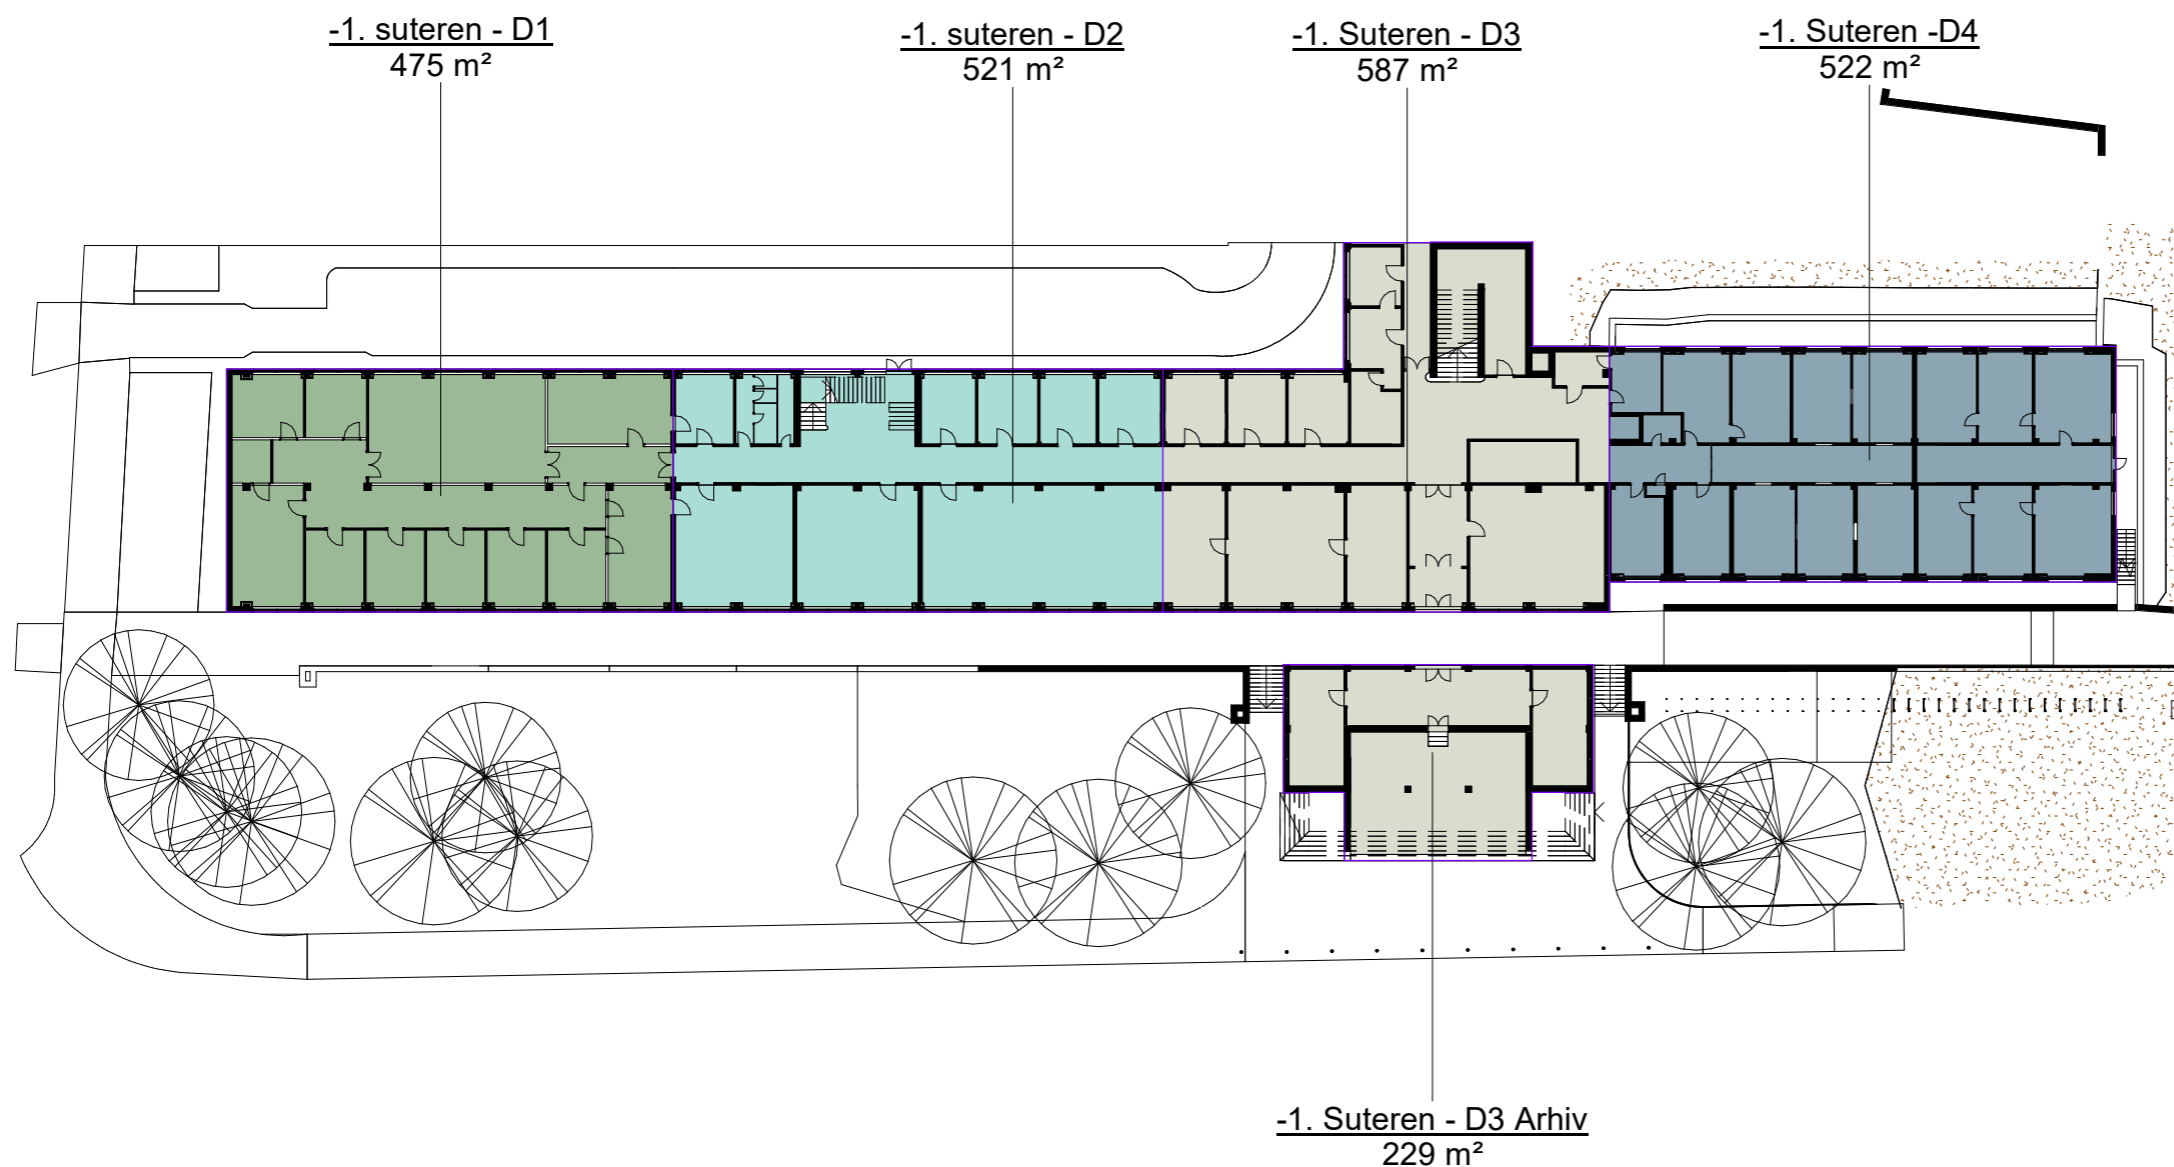 -1. suteren - D1
475 m²
-1. suteren - D2
521 m²
-1. Suteren - D3
587 m²
-1. Suteren -D4
522 m²
-1. Suteren - D3 Arhiv
229 m²